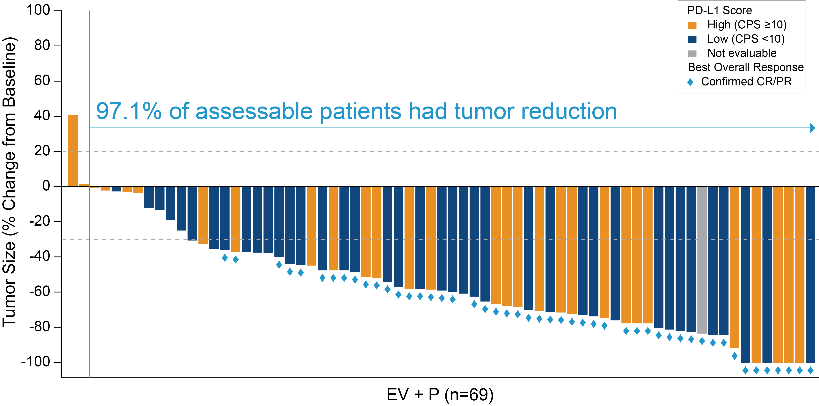 100
80
60
40
20
0
-20
-40
-60
-80
-100
Tumor Size (% Change from Baseline)
PD-L1 Score
High (CPS ≥10)
Low (CPS <10)
Not evaluable
Best Overall Response
Confirmed CR/PR
97.1% of assessable patients had tumor reduction
EV + P (n=69)